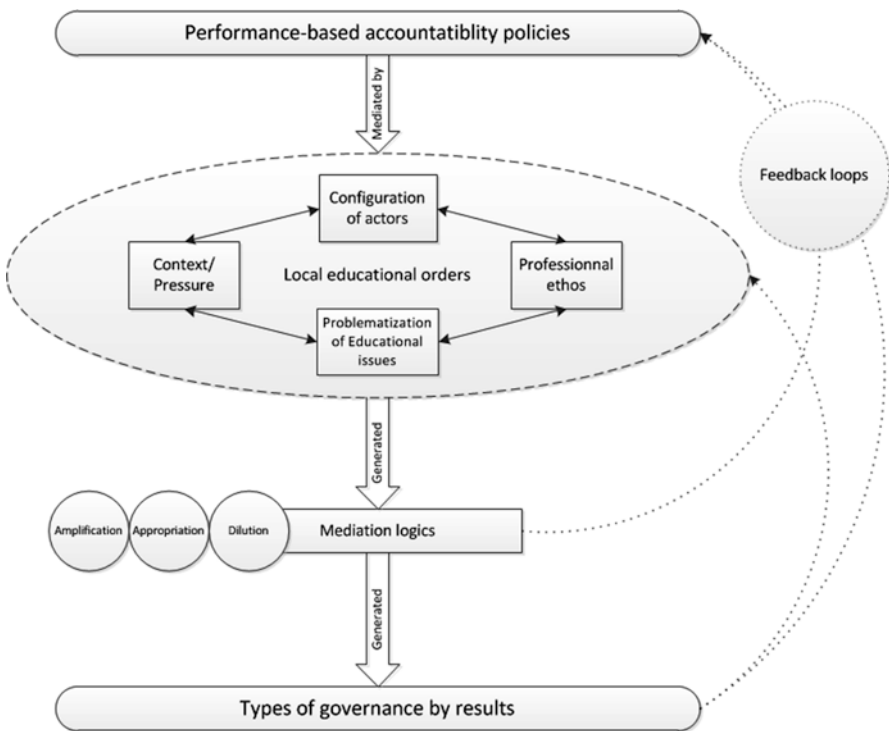 Performance-based accountatiblity policies
Mediated by
Feedback loops
Configuration
of actors
Context/
Pressure
Local educational orders
Professionnal
ethos
Problematization
of Educational
issues
Generated
Amplification
Appropriation
Dilution
Mediation logics
Generated
Types of governance by results